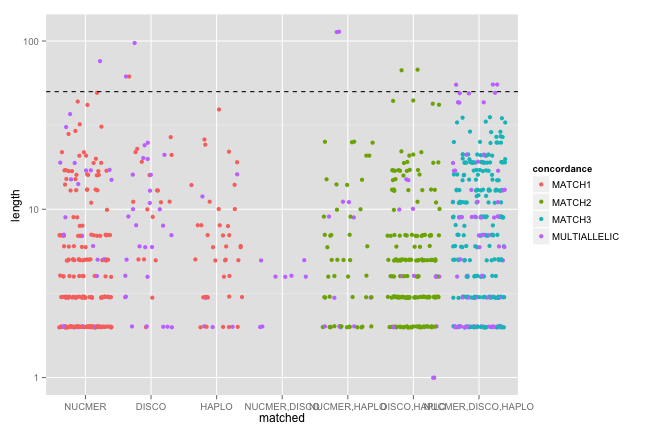 100
10
1
length
NUCMER
DISCO
HAPLO
NUCMER,DISCO
NUCMER,HAPLO
DISCO,HAPLO
NUCMER,DISCO,HAPLO
matched
concordance
MATCH1
MATCH2
MATCH3
MULTIALLELIC